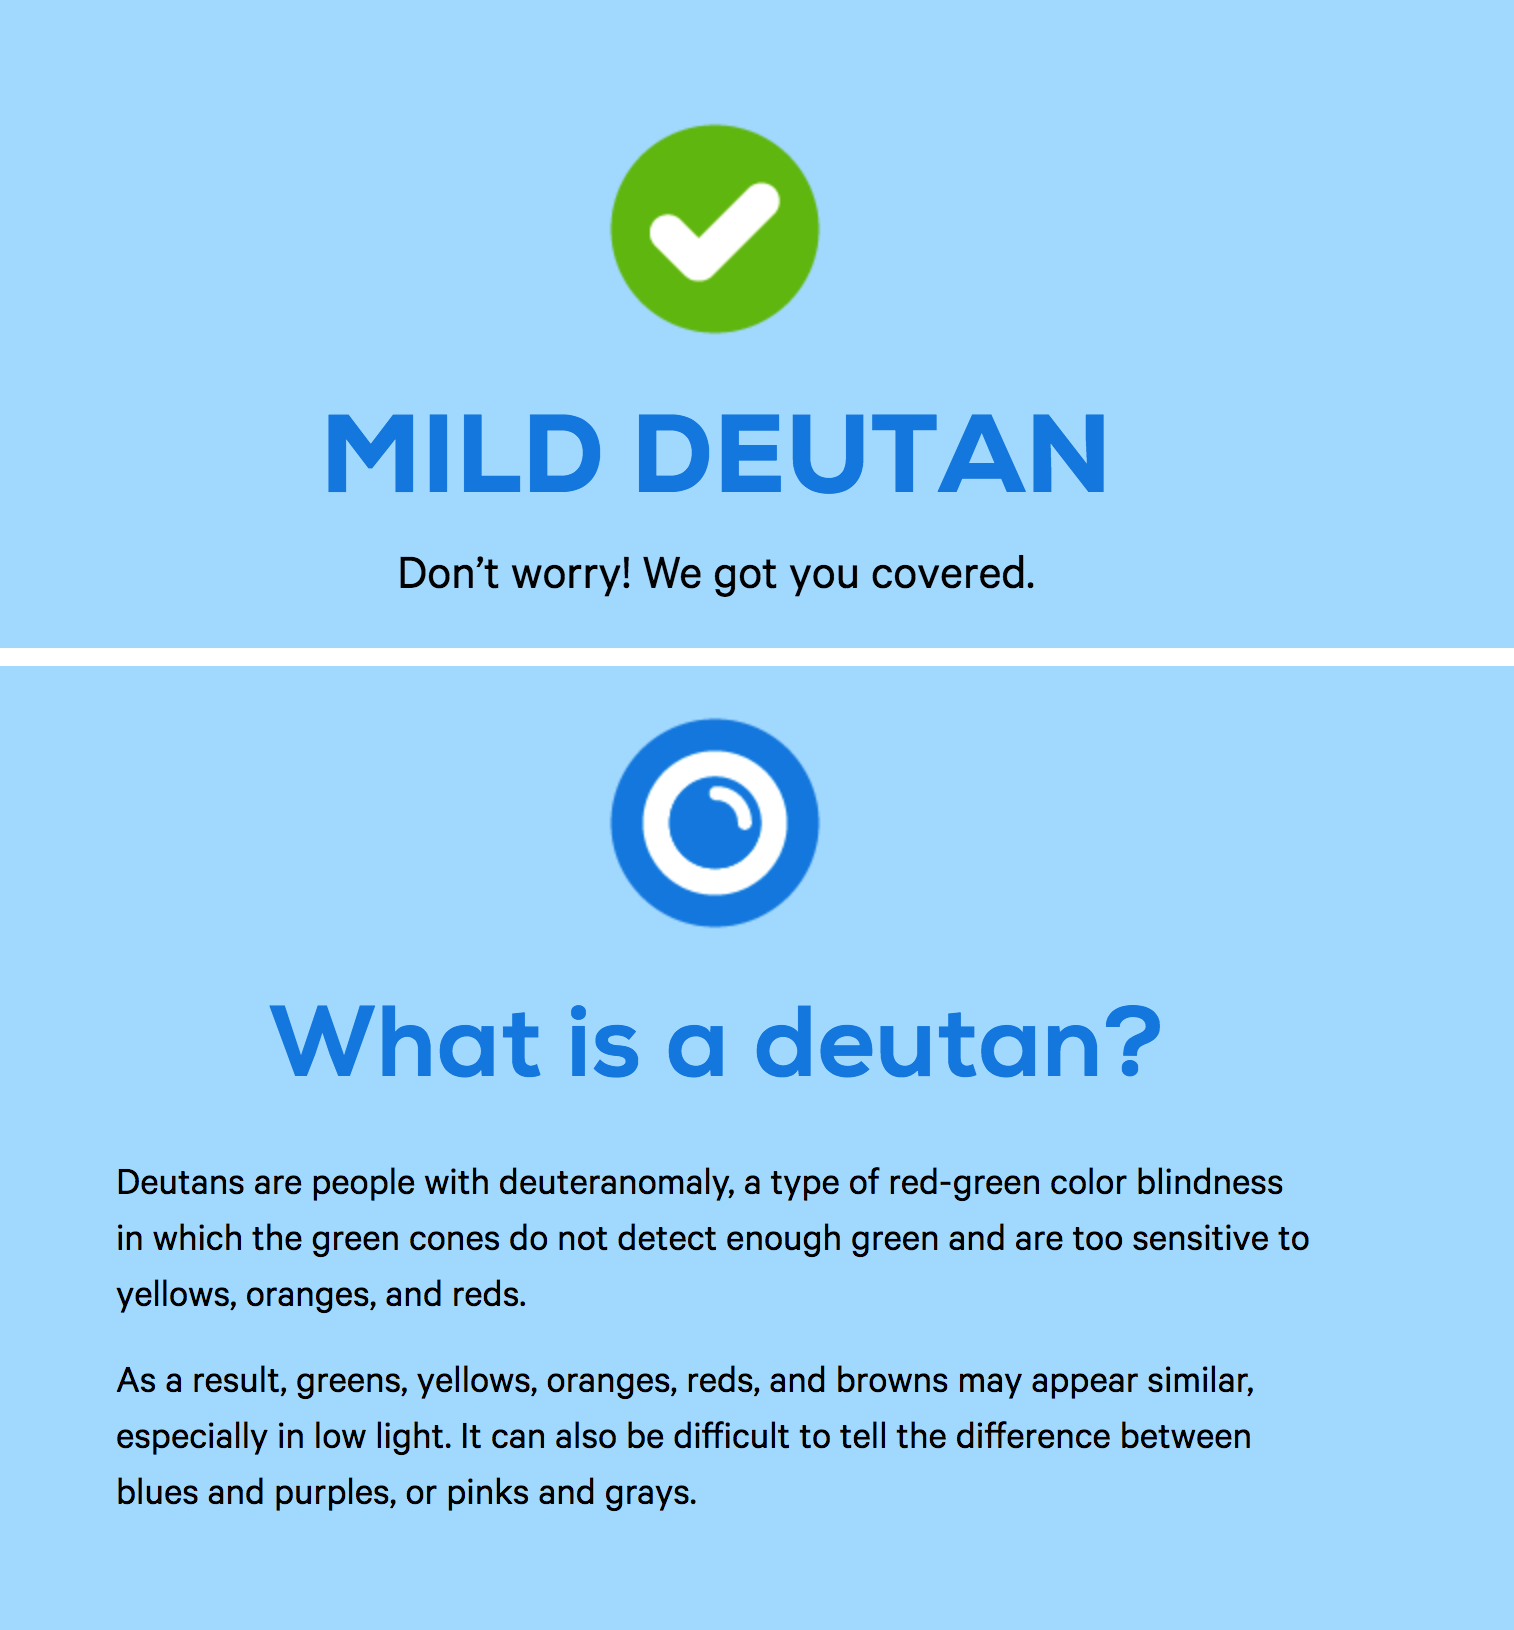 MILD DEUTAN
Don’t worry! We got you covered.
What is a deutan?
Deutans are people with deuteranomaly, a type of red-green color blindness
in which the green cones do not detect enough green and are too sensitive to
yellows, oranges, and reds.
As a result, greens, yellows, oranges, reds, and browns may appear similar,
especially in low light. It can also be difficult to tell the difference between
blues and purples, or pinks and grays.